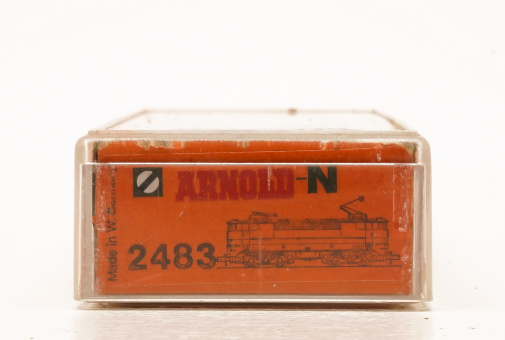 ARNOLD-N
2483
Made in W. Germany